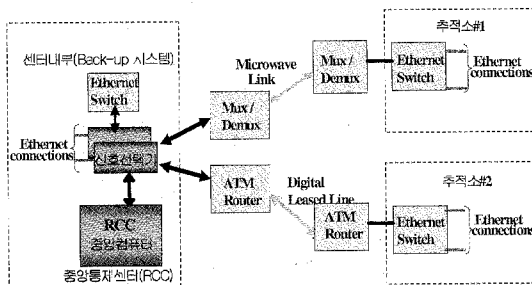 센터내부(Back-up 시스템)
Ethernet
Switch
Ethernet
connections
신호선택기
RCC
중앙컴퓨터
중앙통제센터(RCC)
Mux /
Demux
Microwave
Link
Mux /
Demux
ATM
Router
Digital
Leased Line
ATM
Router
추적소#1
Ethernet
Switch
Ethernet
connections
추적소#2
Ethernet
Switch
Ethernet
connections